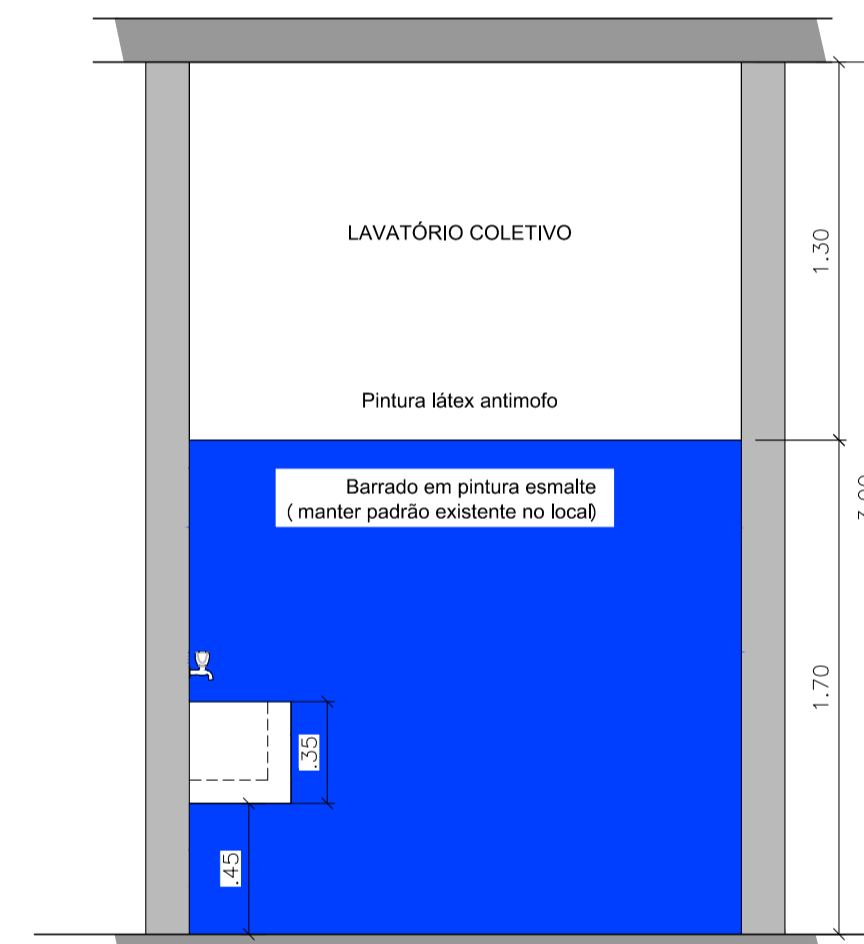 LAVATÓRIO COLETIVO
1.30
Pintura látex antimofo
Barrado em pintura esmalte
( manter padrão existente no local)
1.70
.35
.45